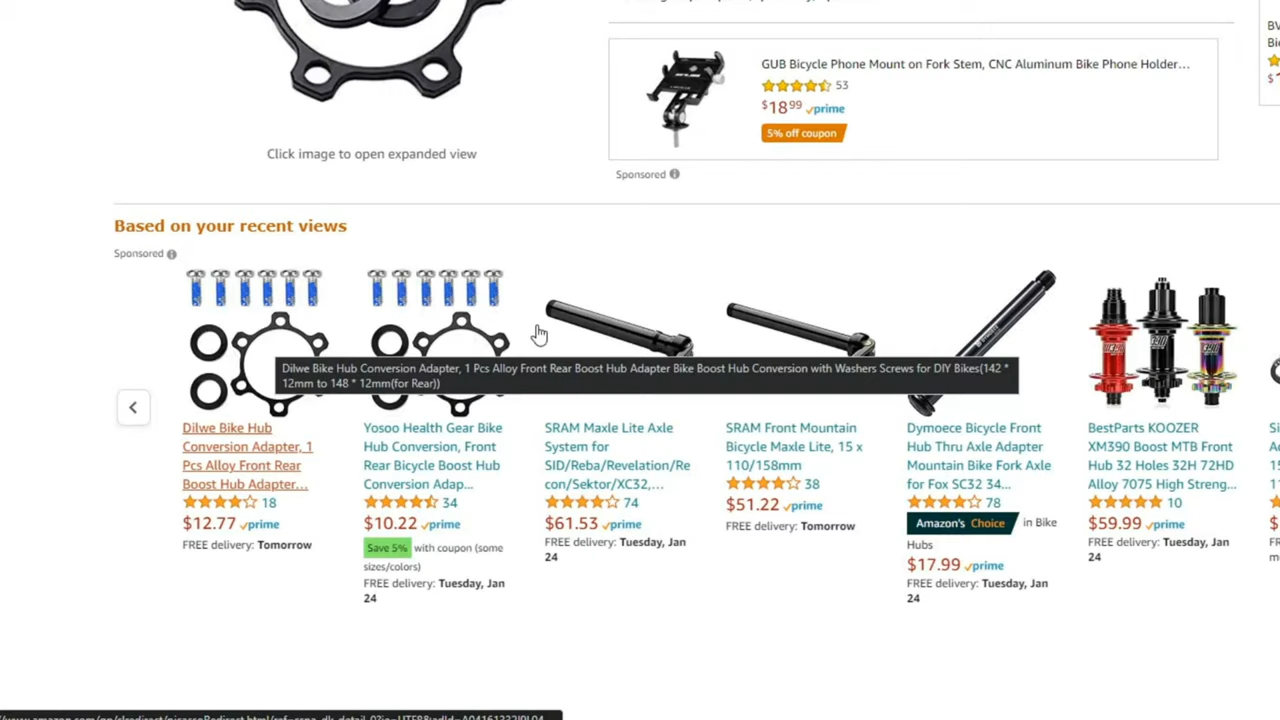 GUB Bicycle Phone Mount on Fork Stem, CNC Aluminum Bike Phone Holder...
53
$18 99 prime
5% off coupon
Click image to open expanded view
Sponsored
Based on your recent views
Sponsored
Dilwe Bike Hub Conversion Adapter, 1 Pcs Alloy Front Rear Boost Hub Adapter Bike Boost Hub Conversion with Washers Screws for DIY Bikes(142 *
12mm to 148 * 12mm(for Rear))
Dilwe Bike Hub
Conversion Adapter, 1
Pcs Alloy Front Rear
Boost Hub Adapter...
18
$12.77 prime
FREE delivery: Tomorrow
Yosoo Health Gear Bike
Hub Conversion, Front
Rear Bicycle Boost Hub
Conversion Adap...
34
$10.22 prime
Save 5% with coupon (some
sizes/colors)
FREE delivery: Tuesday, Jan
24
SRAM Maxle Lite Axle
System for
SID/Reba/Revelation/Re
con/Sektor/XC32,...
74
$61.53 prime
FREE delivery: Tuesday, Jan
24
SRAM Front Mountain
Bicycle Maxle Lite, 15 x
110/158mm
38
$51.22 prime
FREE delivery: Tomorrow
Dymoece Bicycle Front
Hub Thru Axle Adapter
Mountain Bike Fork Axle
for Fox SC32 34...
78
Amazon's Choice in Bike
Hubs
$17.99 prime
FREE delivery: Tuesday, Jan
24
BestParts KOOZER
XM390 Boost MTB Front
Hub 32 Holes 32H 72HD
Alloy 7075 High Streng...
10
$59.99 prime
FREE delivery: Tuesday, Jan
24